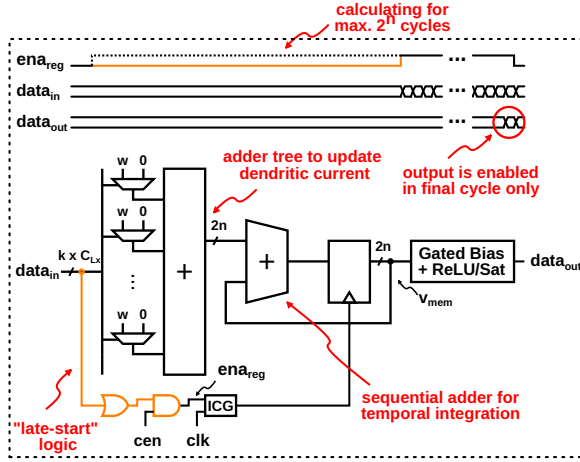 calculating for
max. 2^n cycles
ena_reg
...
data_in
...
data_out
...
output is enabled
in final cycle only
adder tree to update
dendritic current
w 0
w 0
2n
2n
k x C_Lx
data_in
...
+
+
Gated Bias
+ ReLU/Sat
data_out
v_mem
w 0
ena_reg
sequential adder for
temporal integration
ICG
"late-start"
logic
cen
clk